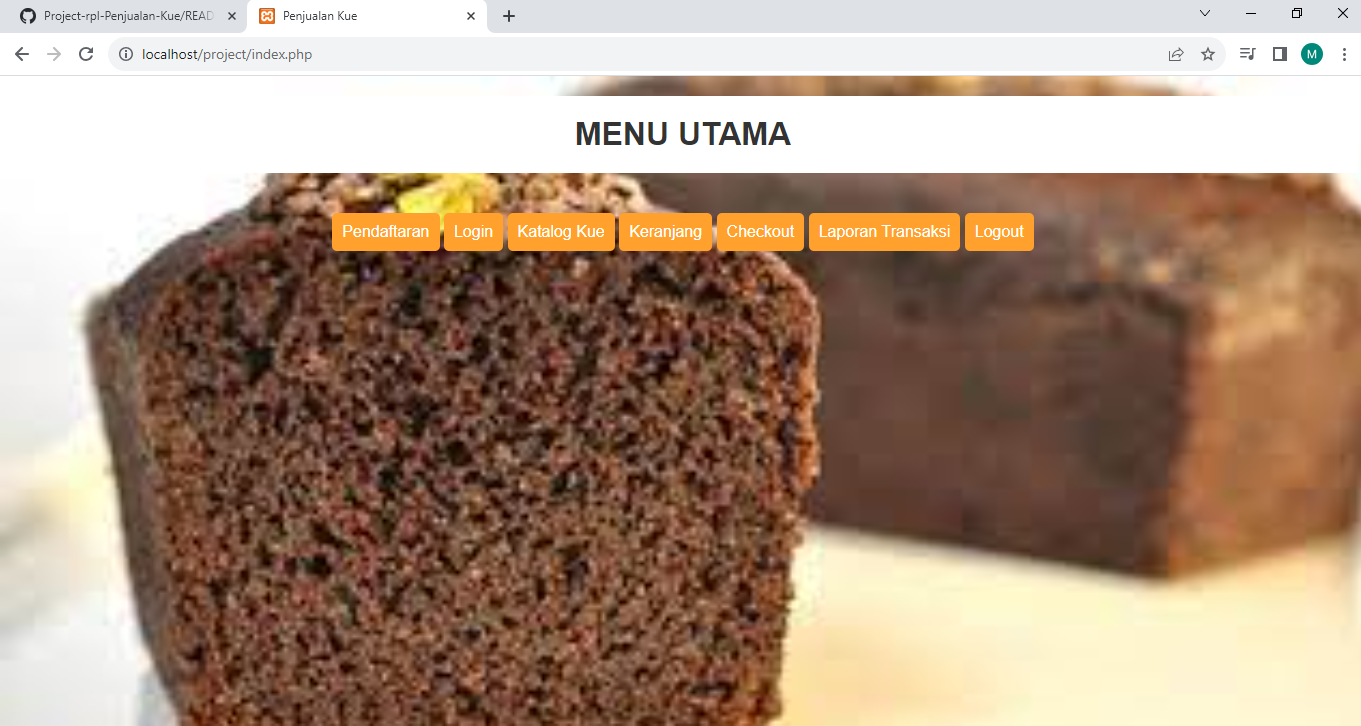 Project-rpl-Penjualan-Kue/READ
Penjualan Kue
localhost/project/index.php
M
MENU UTAMA
Pendaftaran Login Katalog Kue Keranjang Checkout Laporan Transaksi Logout